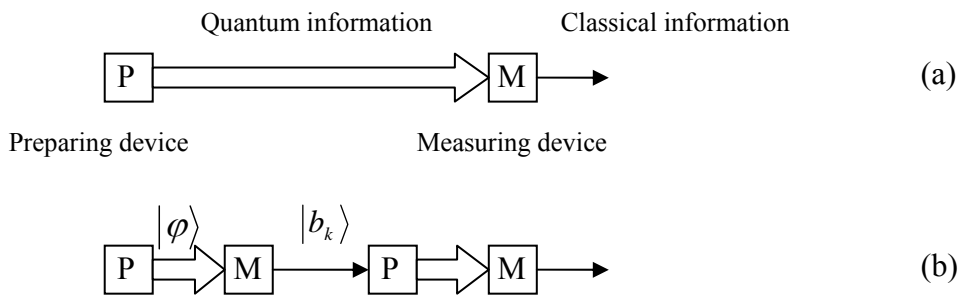 Quantum information Classical information
P M (a)
Preparing device Measuring device
|φ⟩ |b_k⟩
P M P M (b)